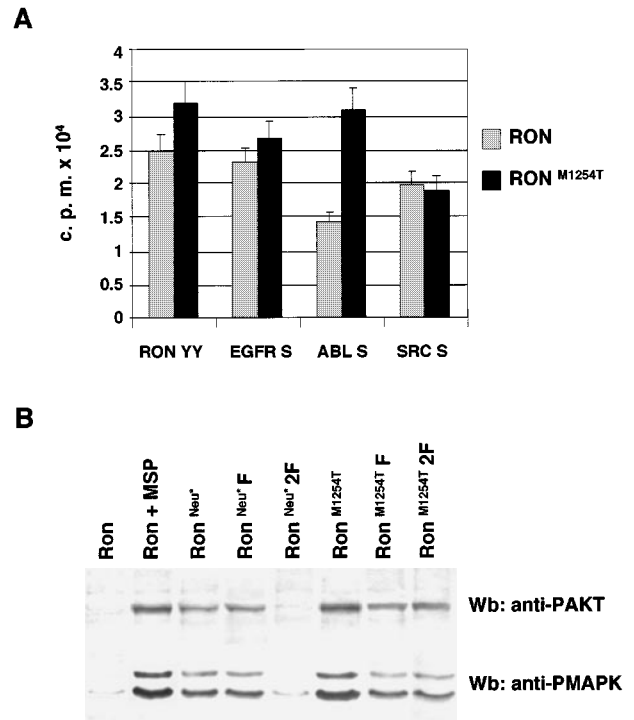 A
c. p. m. x 10⁴
4
3.5
3
2.5
2
1.5
1
0.5
0
RON YY
EGFR S
ABL S
SRC S
RON
RON M1254T
B
Ron
Ron + MSP
Ron Neu*
Ron Neu* F
Ron Neu* 2F
Ron M1254T
Ron M1254T F
Ron M1254T 2F
Wb: anti-PAKT
Wb: anti-PMAPK